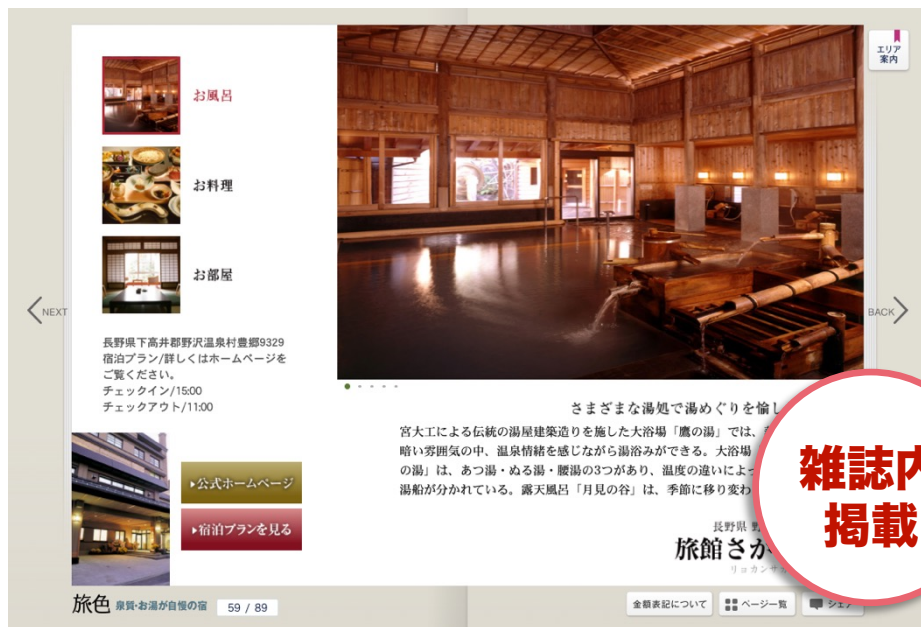 エリア
案内
お風呂
お料理
お部屋
NEXT
BACK
長野県下高井郡野沢温泉村豊郷9329
宿泊プラン/詳しくはホームページを
ご覧ください。
チェックイン/15:00
チェックアウト/11:00
公式ホームページ
宿泊プランを見る
さまざまな湯処で湯めぐりを愉し
宮大工による伝統の湯屋建築造りを施した大浴場「鷹の湯」では、
暗い雰囲気の中、温泉情緒を感じながら湯浴みができる。大浴場
の湯」は、あつ湯・ぬる湯・腰湯の3つがあり、温度の違いによっ
湯船が分かれている。露天風呂「月見の谷」は、季節に移り変わ
長野県 野
旅館さか
リョカン
雑誌内
掲載
旅色 泉質・お湯が自慢の宿 59 / 89
金額表記について ページ一覧 シェア